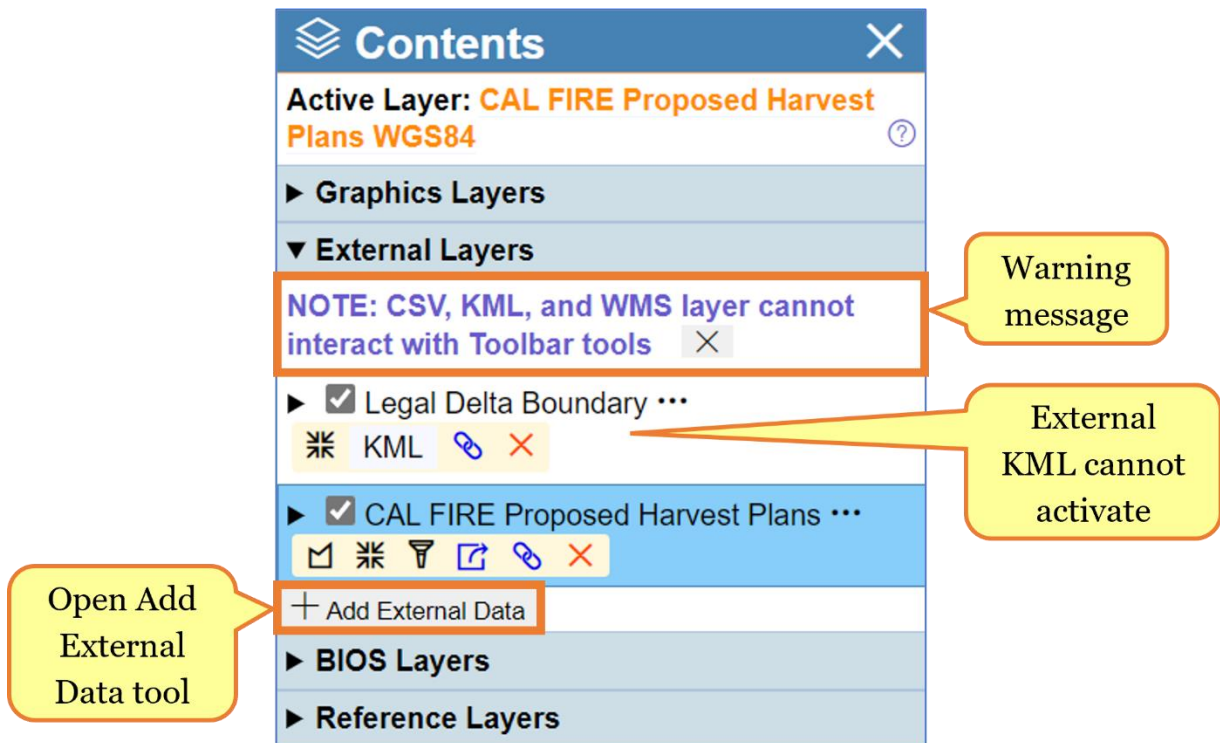 Contents
Active Layer: CAL FIRE Proposed Harvest
Plans WGS84
Graphics Layers
External Layers
NOTE: CSV, KML, and WMS layer cannot
interact with Toolbar tools
Warning
message
Legal Delta Boundary •••
KML
External
KML cannot
activate
CAL FIRE Proposed Harvest Plans •••
Open Add
External
Data tool
+ Add External Data
BIOS Layers
Reference Layers